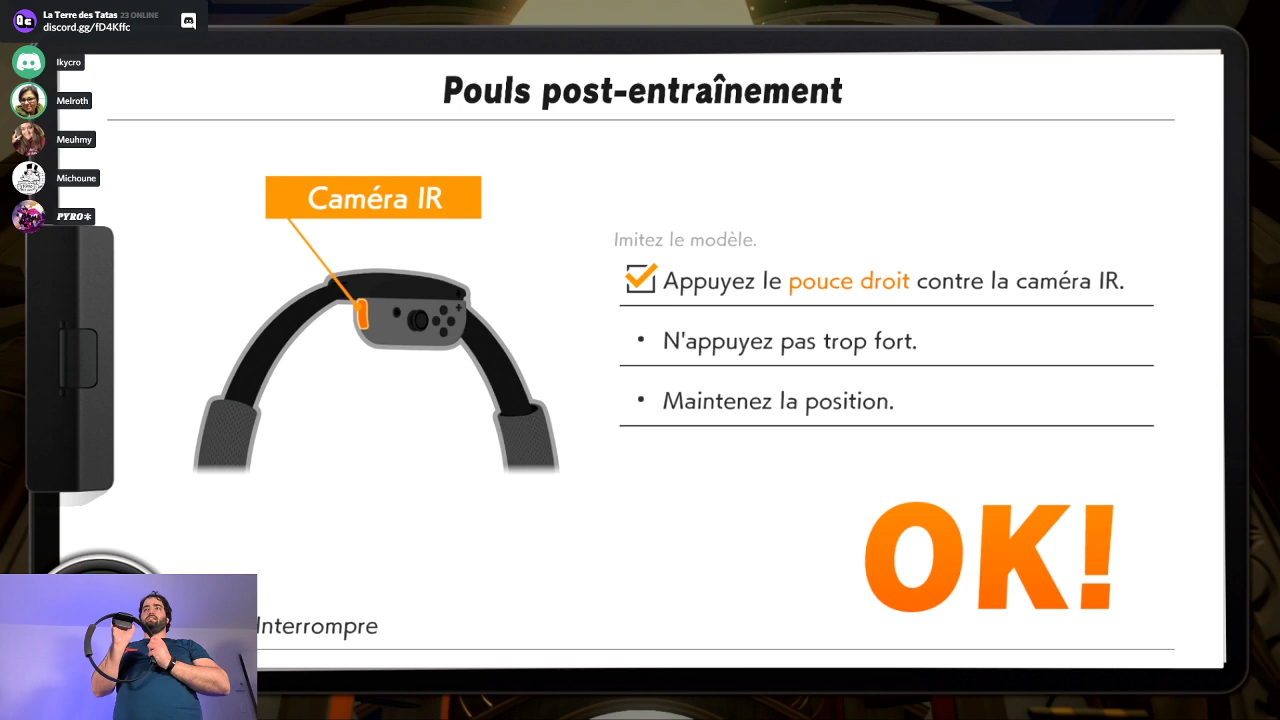 La Terre des Tatas 23 ONLINE
discord.gg/fD4Kffc
Ikycro
Melroth
Meuhmy
Michoune
PYRO*
Pouls post-entraînement
Caméra IR
Imitez le modèle.
Appuyez le pouce droit contre la caméra IR.
• N'appuyez pas trop fort.
• Maintenez la position.
OK!
Interrompre